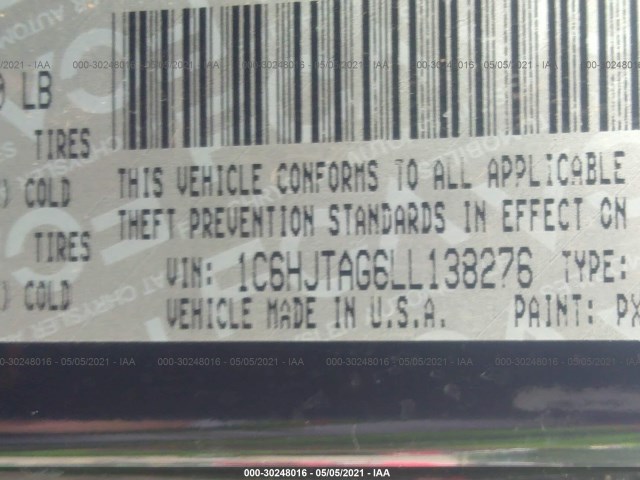 000-30248016 - 05/05/2021 - IAA
LB
TIRES
COLD
TIRES
COLD
THIS VEHICLE CONFORMS TO ALL APPLICABLE
THEFT PREVENTION STANDARDS IN EFFECT ON
VIN: 1C6HJTAG6LL138276 TYPE:
VEHICLE MADE IN U.S.A. PAINT: PX
000-30248016 - 05/05/2021 - IAA
000-30248016 - 05/05/2021 - IAA